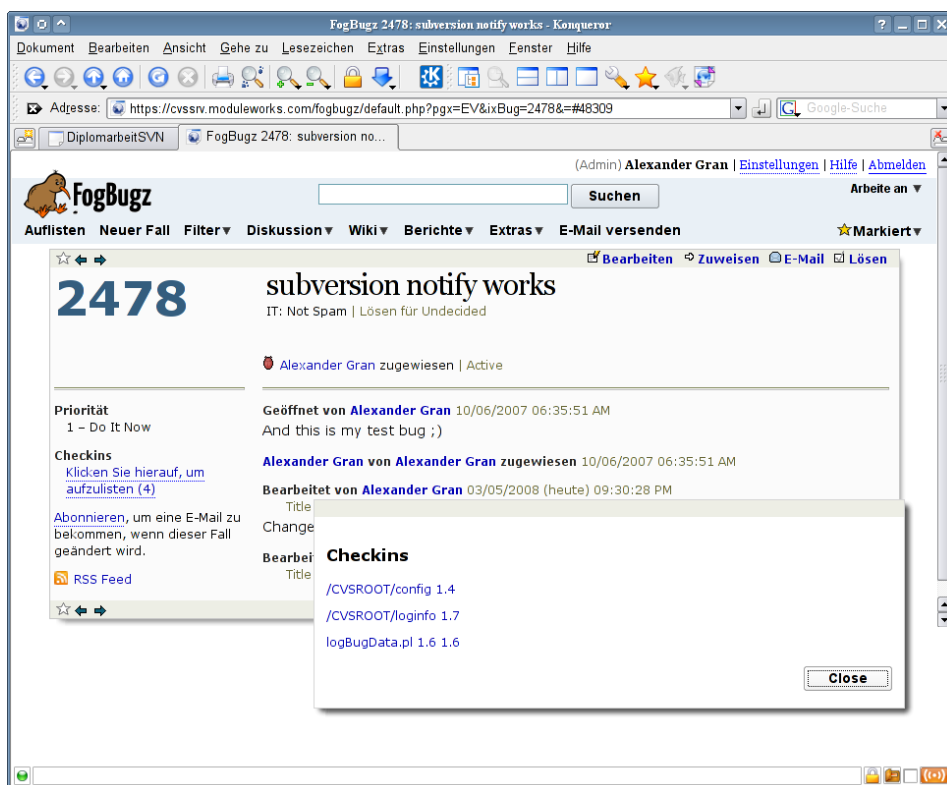 FogBugz 2478: subversion notify works - Konqueror
Dokument Bearbeiten Ansicht Gehe zu Lesezeichen Extras Einstellungen Fenster Hilfe
Adresse: https://cvssrv.moduleworks.com/fogbugz/default.php?pgx=EV&ixBug=2478&=#48309 Google-Suche
DiplomarbeitSVN FogBugz 2478: subversion no...
(Admin) Alexander Gran | Einstellungen | Hilfe | Abmelden
FogBugz Suchen Arbeite an ▼
Auflisten Neuer Fall Filter▼ Diskussion▼ Wiki▼ Berichte▼ Extras▼ E-Mail versenden Markiert▼
Bearbeiten Zuweisen E-Mail Lösen
2478 subversion notify works
IT: Not Spam | Lösen für Undecided
Alexander Gran zugewiesen | Active
Priorität
1 – Do It Now
Checkins
Klicken Sie hierauf, um
aufzulisten (4)
Abonnieren, um eine E-Mail zu
bekommen, wenn dieser Fall
geändert wird.
RSS Feed
Geöffnet von Alexander Gran 10/06/2007 06:35:51 AM
And this is my test bug ;)
Alexander Gran von Alexander Gran zugewiesen 10/06/2007 06:35:51 AM
Bearbeitet von Alexander Gran 03/05/2008 (heute) 09:30:28 PM
Title
Change
Bearbei
Title
Checkins
/CVSROOT/config 1.4
/CVSROOT/loginfo 1.7
logBugData.pl 1.6 1.6
Close